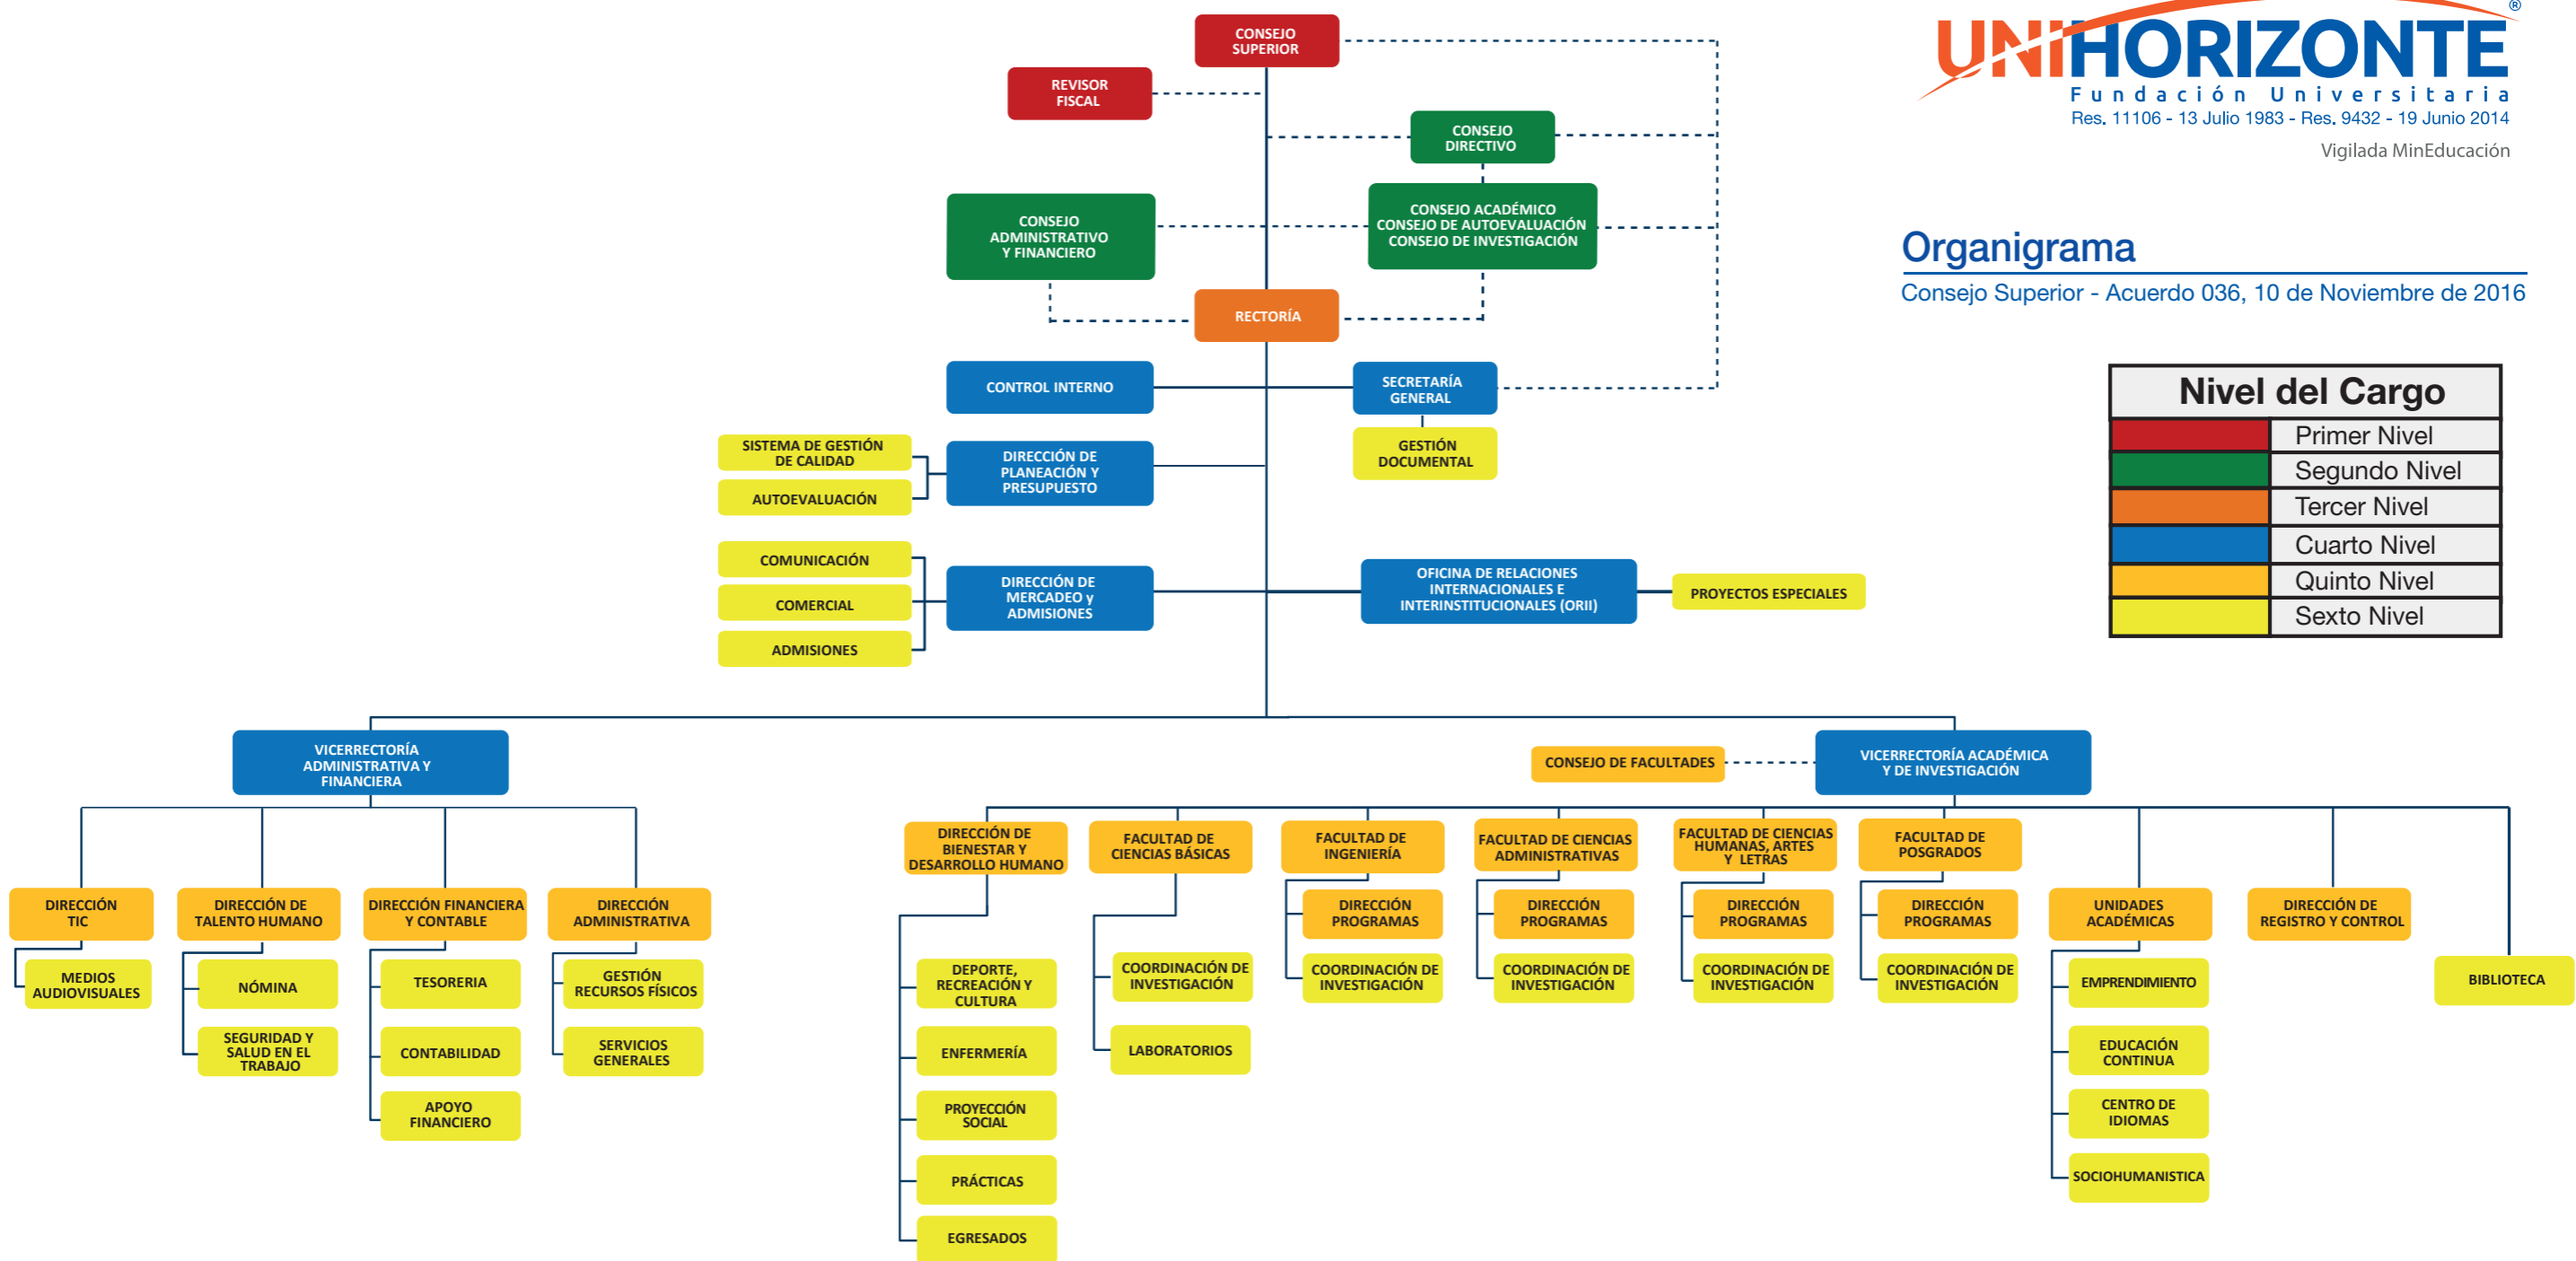 UNIHORIZONTE®
Fundación Universitaria
Res. 11106 - 13 Julio 1983 - Res. 9432 - 19 Junio 2014
Vigilada MinEducación
Organigrama
Consejo Superior - Acuerdo 036, 10 de Noviembre de 2016
Nivel del Cargo
Primer Nivel
Segundo Nivel
Tercer Nivel
Cuarto Nivel
Quinto Nivel
Sexto Nivel
CONSEJO
SUPERIOR
REVISOR
FISCAL
CONSEJO
DIRECTIVO
CONSEJO
ADMINISTRATIVO
Y FINANCIERO
CONSEJO ACADÉMICO
CONSEJO DE AUTOEVALUACIÓN
CONSEJO DE INVESTIGACIÓN
RECTORÍA
CONTROL INTERNO
SECRETARÍA
GENERAL
GESTIÓN
DOCUMENTAL
SISTEMA DE GESTIÓN
DE CALIDAD
AUTOEVALUACIÓN
DIRECCIÓN DE
PLANEACIÓN Y
PRESUPUESTO
COMUNICACIÓN
COMERCIAL
ADMISIONES
DIRECCIÓN DE
MERCADEO y
ADMISIONES
OFICINA DE RELACIONES
INTERNACIONALES E
INTERINSTITUCIONALES (ORII)
PROYECTOS ESPECIALES
VICERRECTORÍA
ADMINISTRATIVA Y
FINANCIERA
CONSEJO DE FACULTADES
VICERRECTORÍA ACADÉMICA
Y DE INVESTIGACIÓN
DIRECCIÓN
TIC
MEDIOS
AUDIOVISUALES
DIRECCIÓN DE
TALENTO HUMANO
NÓMINA
SEGURIDAD Y
SALUD EN EL
TRABAJO
DIRECCIÓN FINANCIERA
Y CONTABLE
TESORERIA
CONTABILIDAD
APOYO
FINANCIERO
DIRECCIÓN
ADMINISTRATIVA
GESTIÓN
RECURSOS FÍSICOS
SERVICIOS
GENERALES
DIRECCIÓN DE
BIENESTAR Y
DESARROLLO HUMANO
DEPORTE,
RECREACIÓN Y
CULTURA
ENFERMERÍA
PROYECCIÓN
SOCIAL
PRÁCTICAS
EGRESADOS
FACULTAD DE
CIENCIAS BÁSICAS
COORDINACIÓN DE
INVESTIGACIÓN
LABORATORIOS
FACULTAD DE
INGENIERÍA
DIRECCIÓN
PROGRAMAS
COORDINACIÓN DE
INVESTIGACIÓN
FACULTAD DE CIENCIAS
ADMINISTRATIVAS
DIRECCIÓN
PROGRAMAS
COORDINACIÓN DE
INVESTIGACIÓN
FACULTAD DE CIENCIAS
HUMANAS, ARTES
Y LETRAS
DIRECCIÓN
PROGRAMAS
COORDINACIÓN DE
INVESTIGACIÓN
FACULTAD DE
POSGRADOS
DIRECCIÓN
PROGRAMAS
COORDINACIÓN DE
INVESTIGACIÓN
UNIDADES
ACADÉMICAS
EMPRENDIMIENTO
EDUCACIÓN
CONTINUA
CENTRO DE
IDIOMAS
SOCIOHUMANISTICA
DIRECCIÓN DE
REGISTRO Y CONTROL
BIBLIOTECA